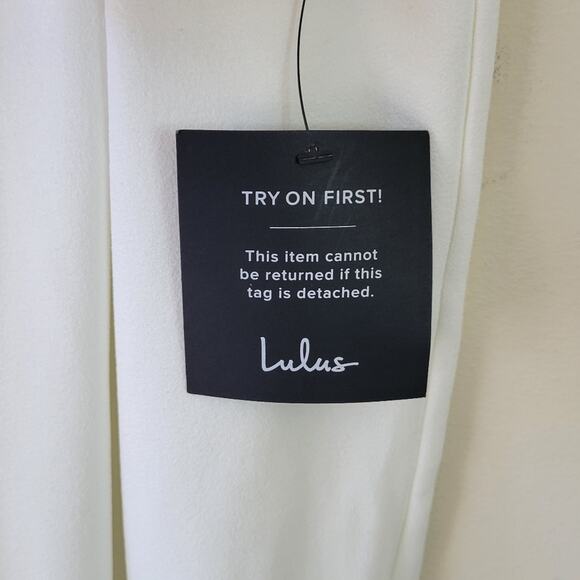 TRY ON FIRST!
This item cannot
be returned if this
tag is detached.
Lulus